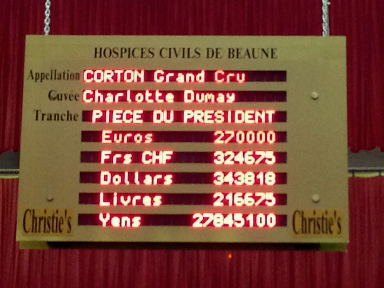 HOSPICES CIVILS DE BEAUNE
Appellation CORTON Grand Cru
Cuvée Charlotte Dumay
Tranche PIECE DU PRESIDENT
Euros 270000
Frs CHF 324675
Dollars 343818
Livres 216675
Yens 27845100
Christie's Christie's